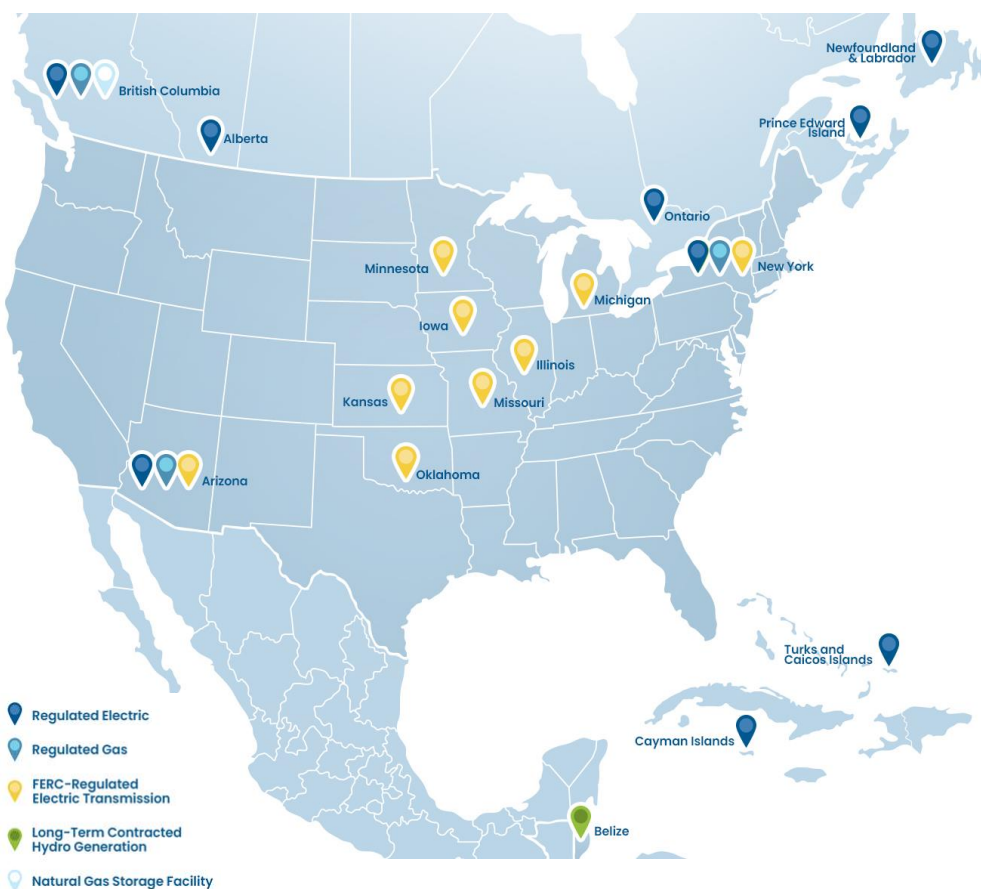 Newfoundland
& Labrador
British Columbia
Prince Edward
Island
Alberta
Ontario
Minnesota
New York
Michigan
Iowa
Illinois
Kansas
Missouri
Oklahoma
Arizona
Turks and
Caicos Islands
Cayman Islands
Belize
Regulated Electric
Regulated Gas
FERC-Regulated
Electric Transmission
Long-Term Contracted
Hydro Generation
Natural Gas Storage Facility